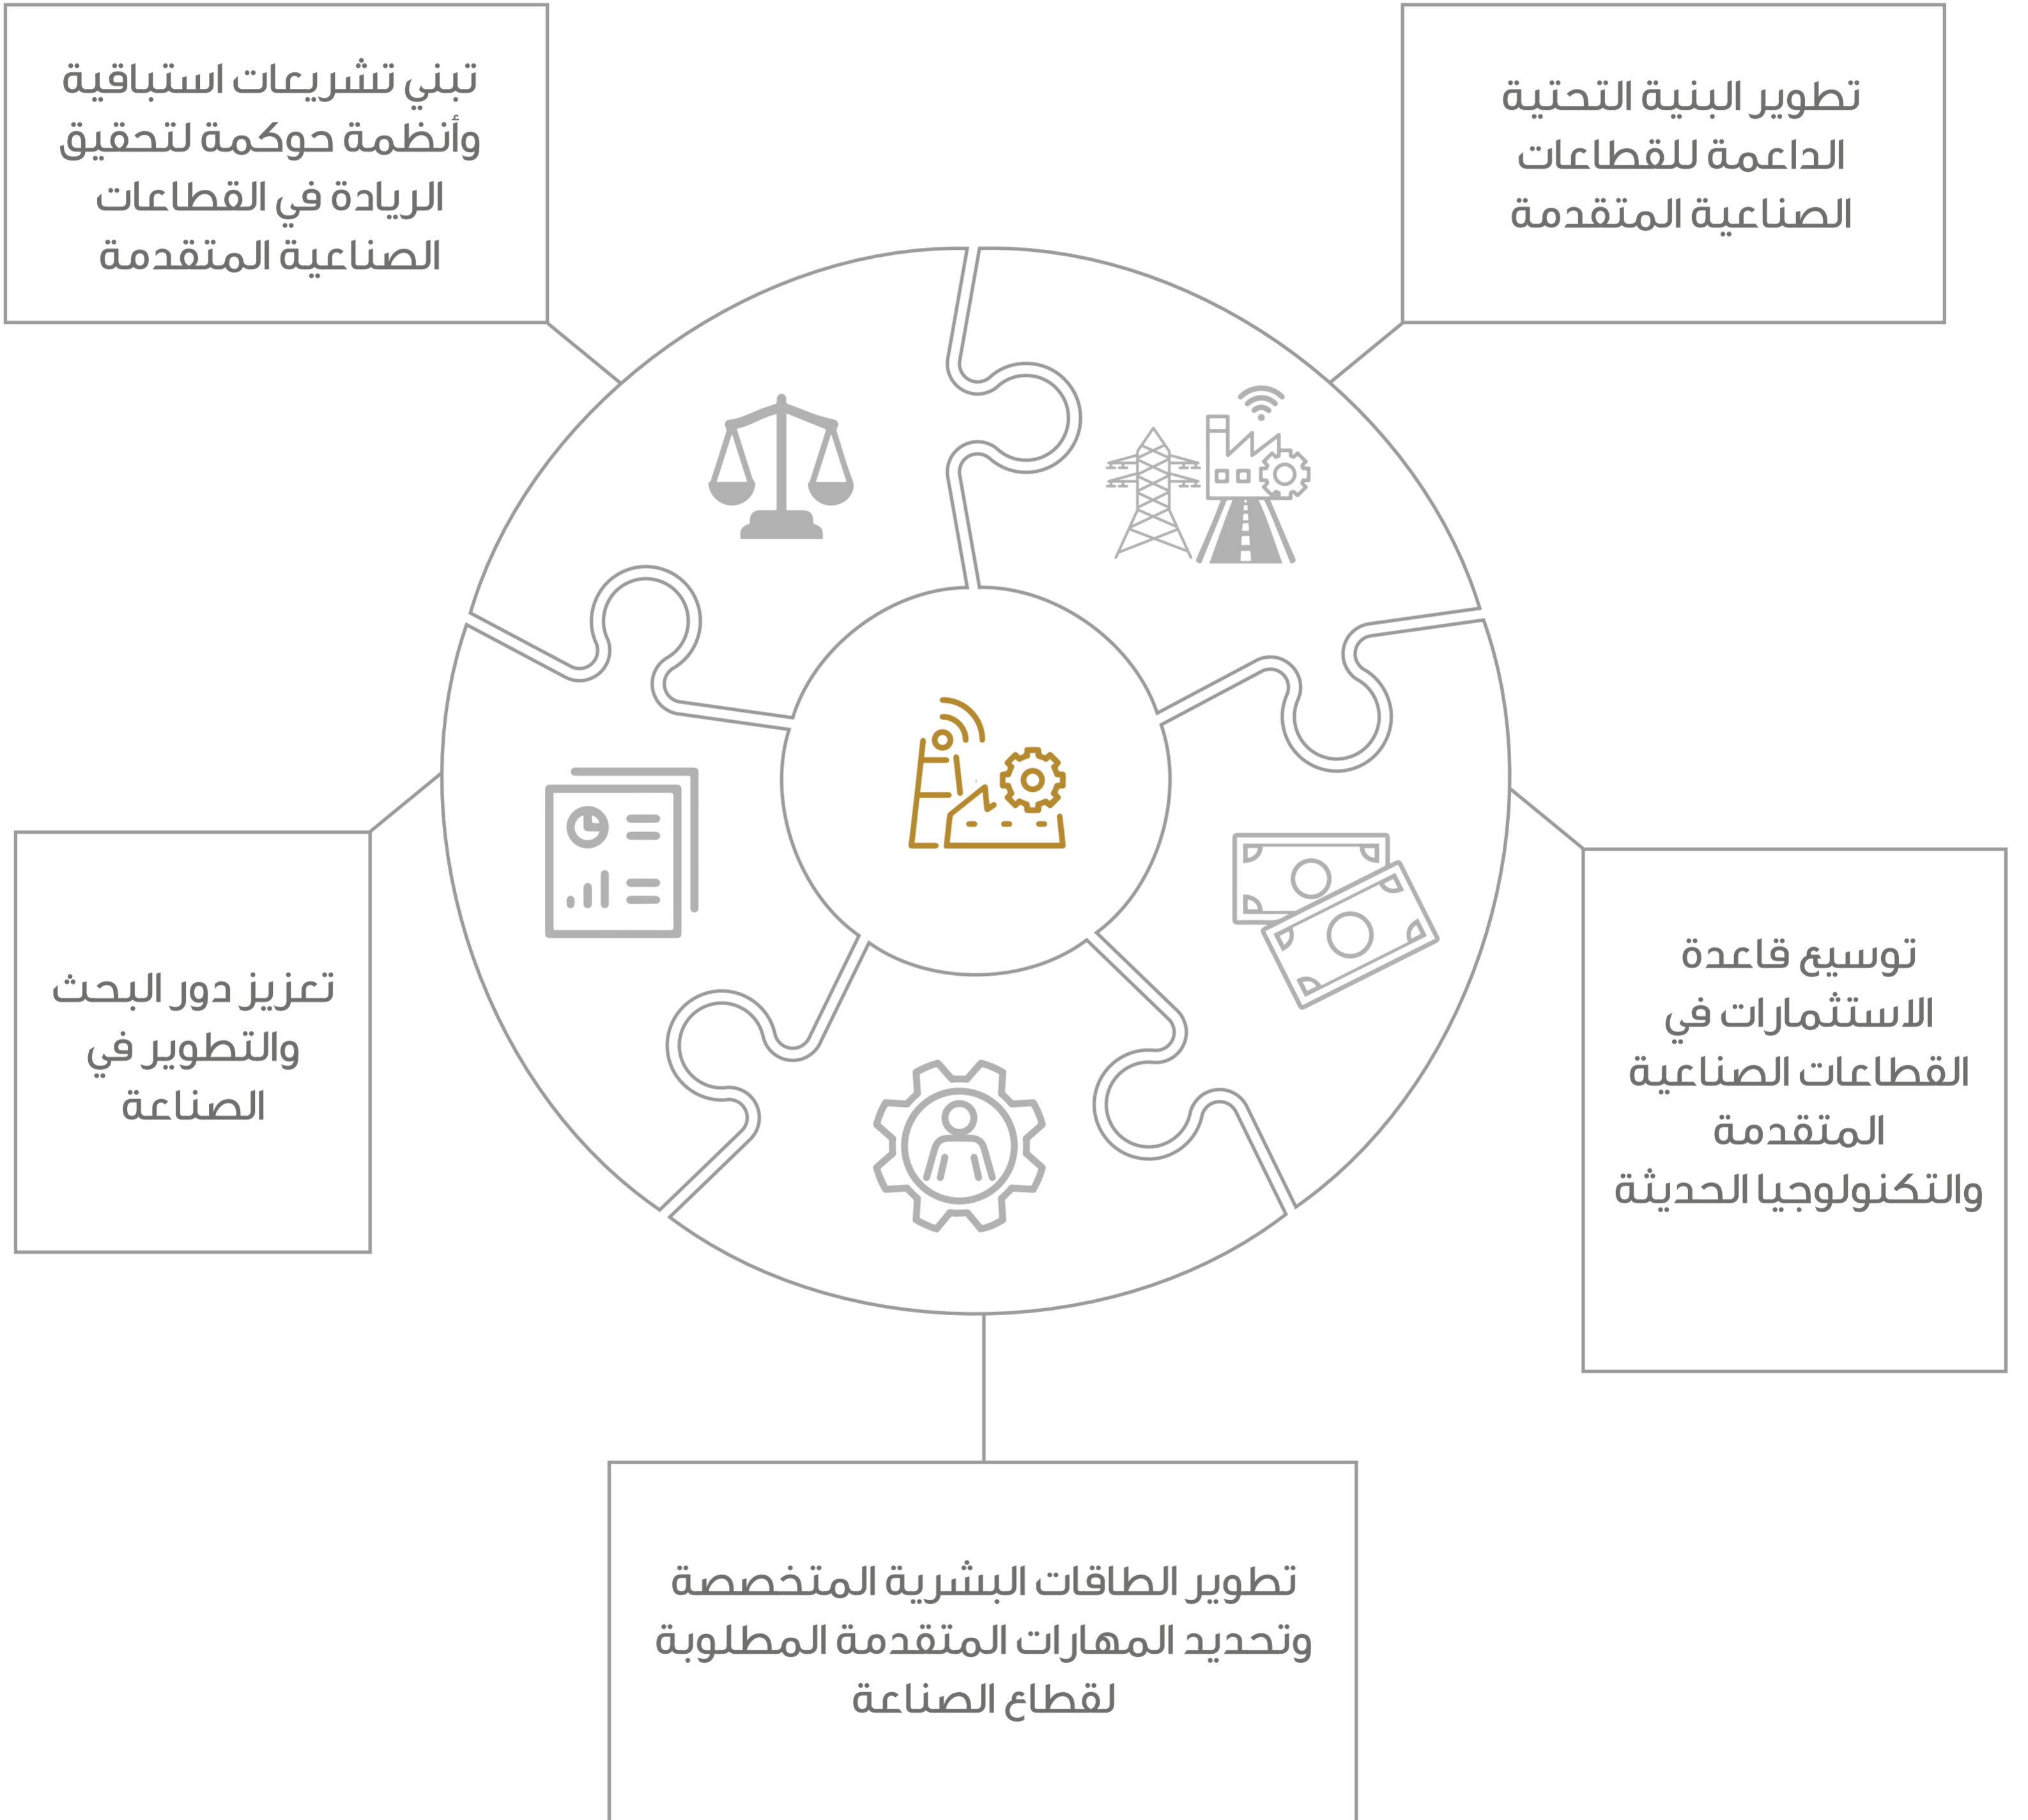 تطوير البنية التحتية
الداعمة للقطاعات
الصناعية المتقدمة
تبني تشريعات استباقية
وأنظمة حوكمة لتحقيق
الريادة في القطاعات
الصناعية المتقدمة
توسيع قاعدة
الاستثمارات في
القطاعات الصناعية
المتقدمة
والتكنولوجيا الحديثة
تعزيز دور البحث
والتطوير في
الصناعة
تطوير الطاقات البشرية المتخصصة
وتحديد المهارات المتقدمة المطلوبة
لقطاع الصناعة